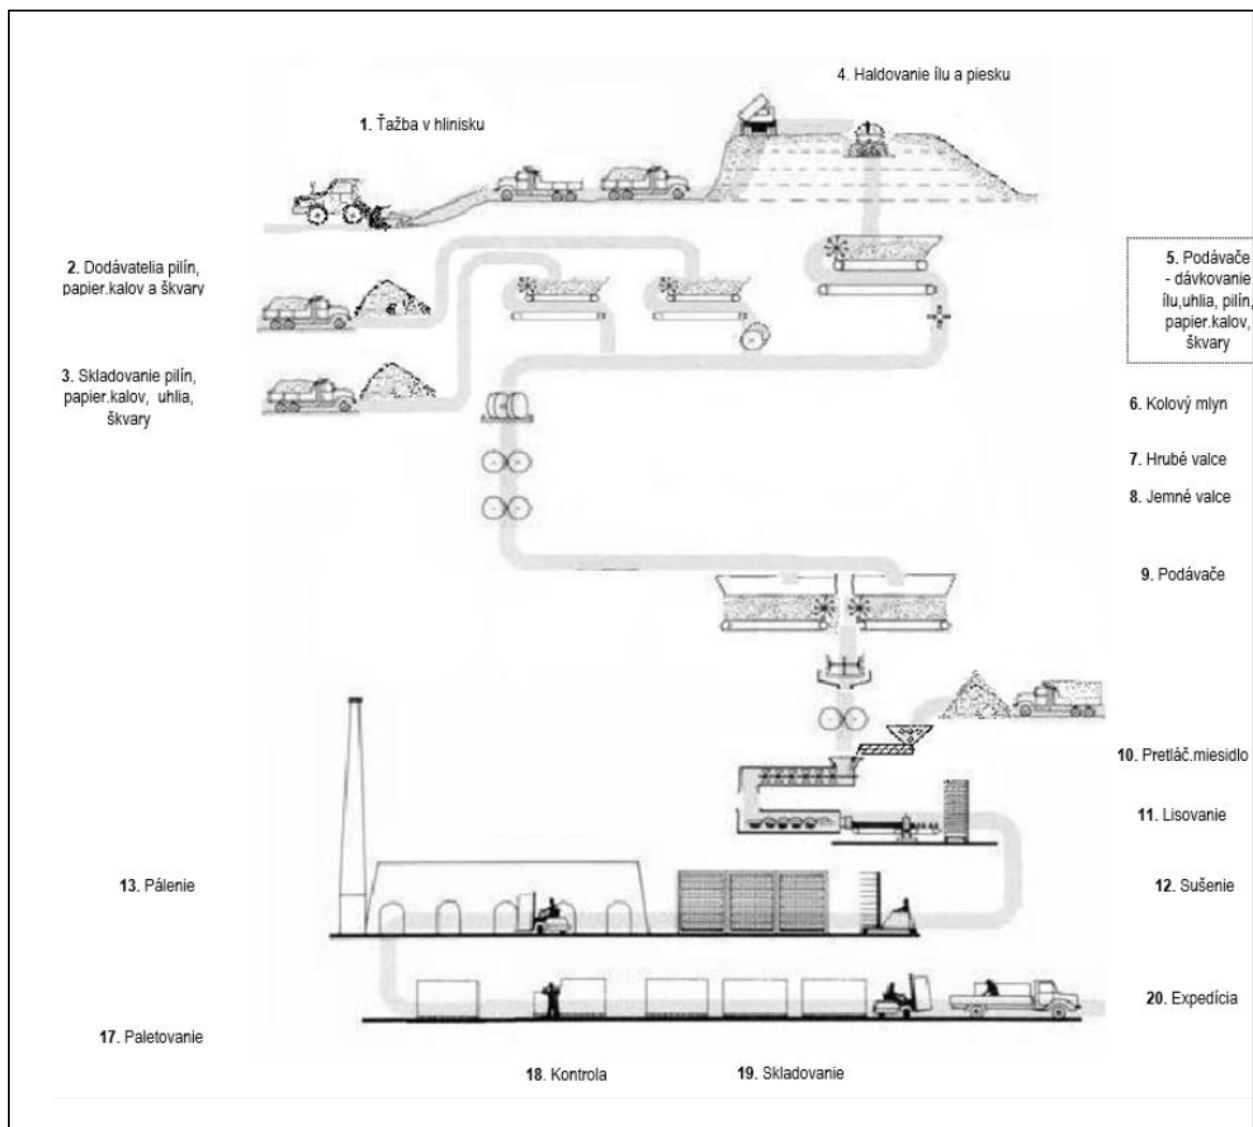 4. Haldovanie ílu a piesku
1. Ťažba v hlinisku
2. Dodávatelia pilín,
papier.kalov a škvary
5. Podávače
- dávkovanie
ílu,uhlia, pilín,
papier.kalov,
škvary
3. Skladovanie pilín,
papier.kalov, uhlia,
škvary
6. Kolový mlyn
7. Hrubé valce
8. Jemné valce
9. Podávače
10. Pretláč.miesidlo
11. Lisovanie
13. Pálenie
12. Sušenie
20. Expedícia
17. Paletovanie
18. Kontrola
19. Skladovanie